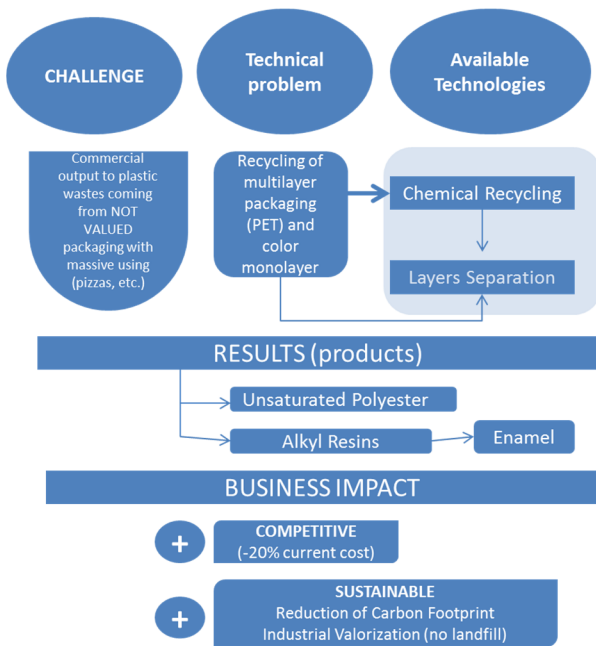 CHALLENGE
Technical
problem
Available
Technologies
Commercial
output to plastic
wastes coming
from NOT
VALUED
packaging with
massive using
(pizzas, etc.)
Recycling of
multilayer
packaging
(PET) and
color
monolayer
Chemical Recycling
Layers Separation
RESULTS (products)
Unsaturated Polyester
Alkyl Resins
Enamel
BUSINESS IMPACT
+
COMPETITIVE
(-20% current cost)
+
SUSTAINABLE
Reduction of Carbon Footprint
Industrial Valorization (no landfill)